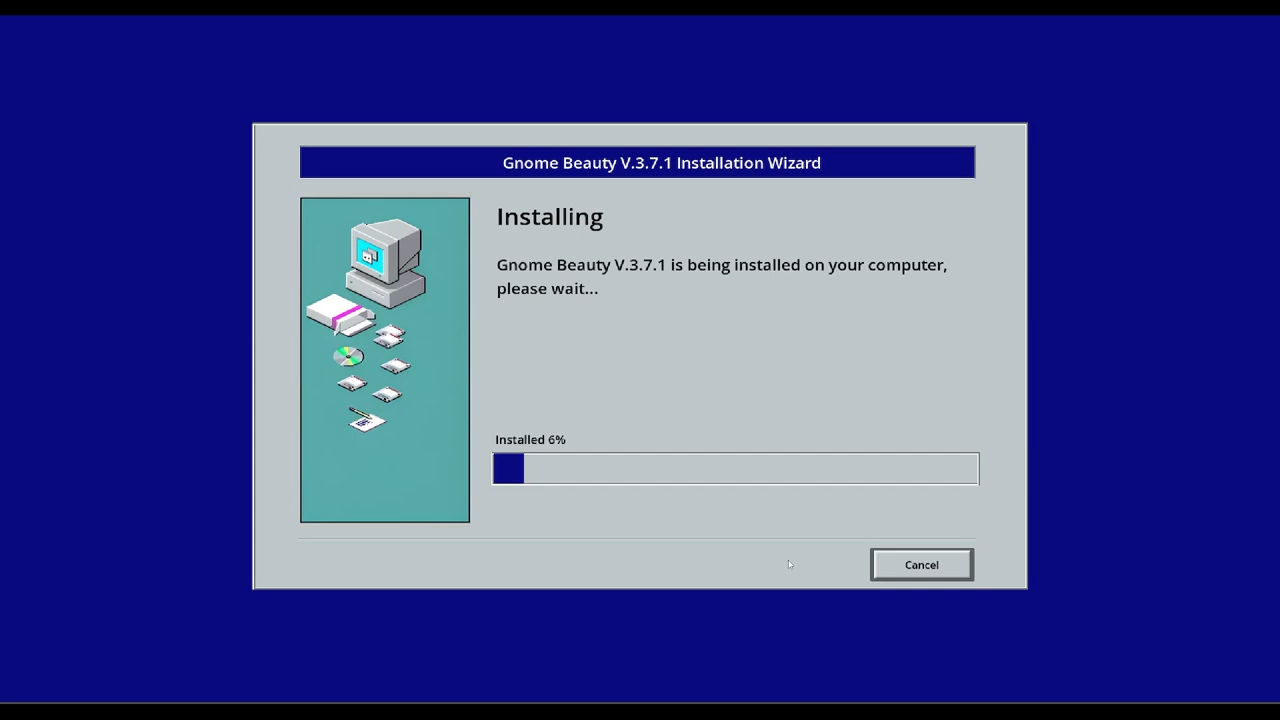 Gnome Beauty V.3.7.1 Installation Wizard
Installing
Gnome Beauty V.3.7.1 is being installed on your computer,
please wait...
Installed 6%
Cancel